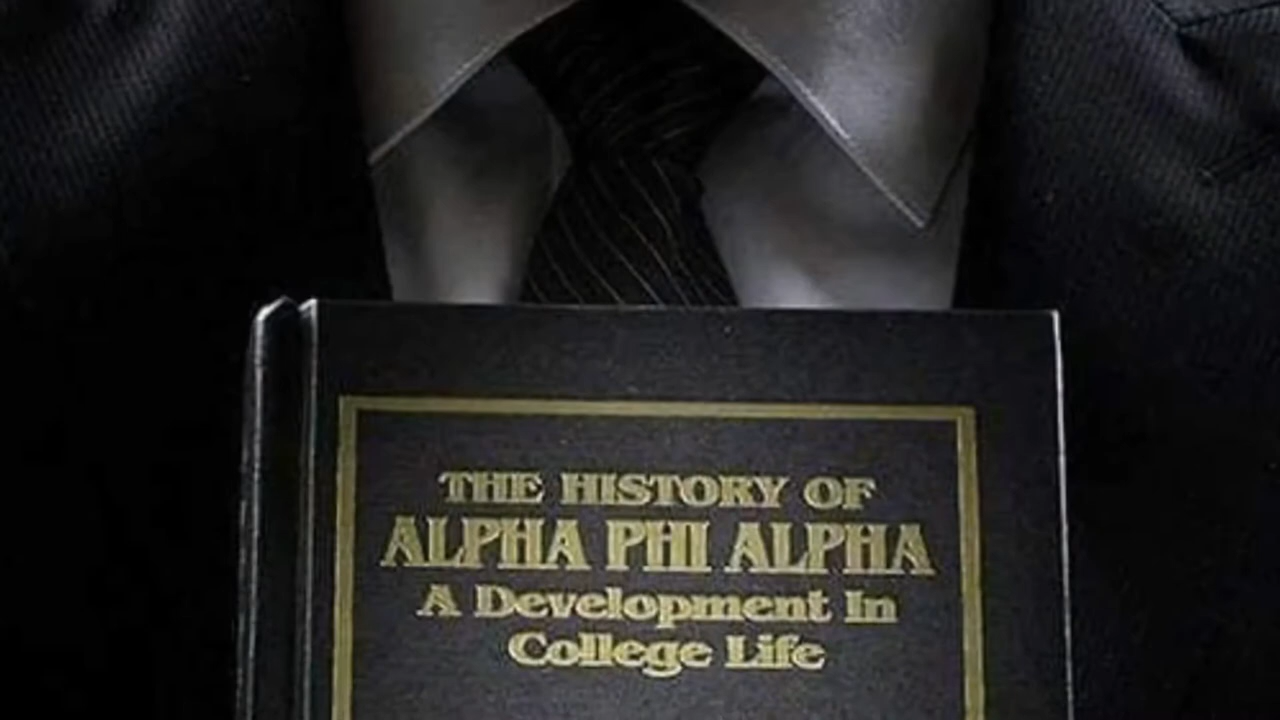 THE HISTORY OF
ALPHA PHI ALPHA
A Development In
College Life